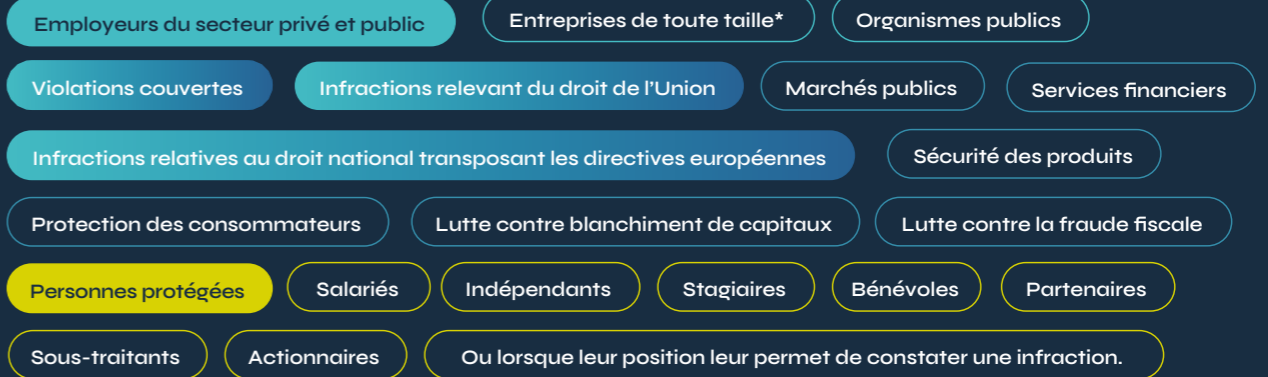 Employeurs du secteur privé et public Entreprises de toute taille* Organismes publics
Violations couvertes Infractions relevant du droit de l'Union Marchés publics Services financiers
Infractions relatives au droit national transposant les directives européennes Sécurité des produits
Protection des consommateurs Lutte contre blanchiment de capitaux Lutte contre la fraude fiscale
Personnes protégées Salariés Indépendants Stagiaires Bénévoles Partenaires
Sous-traitants Actionnaires Ou lorsque leur position leur permet de constater une infraction.